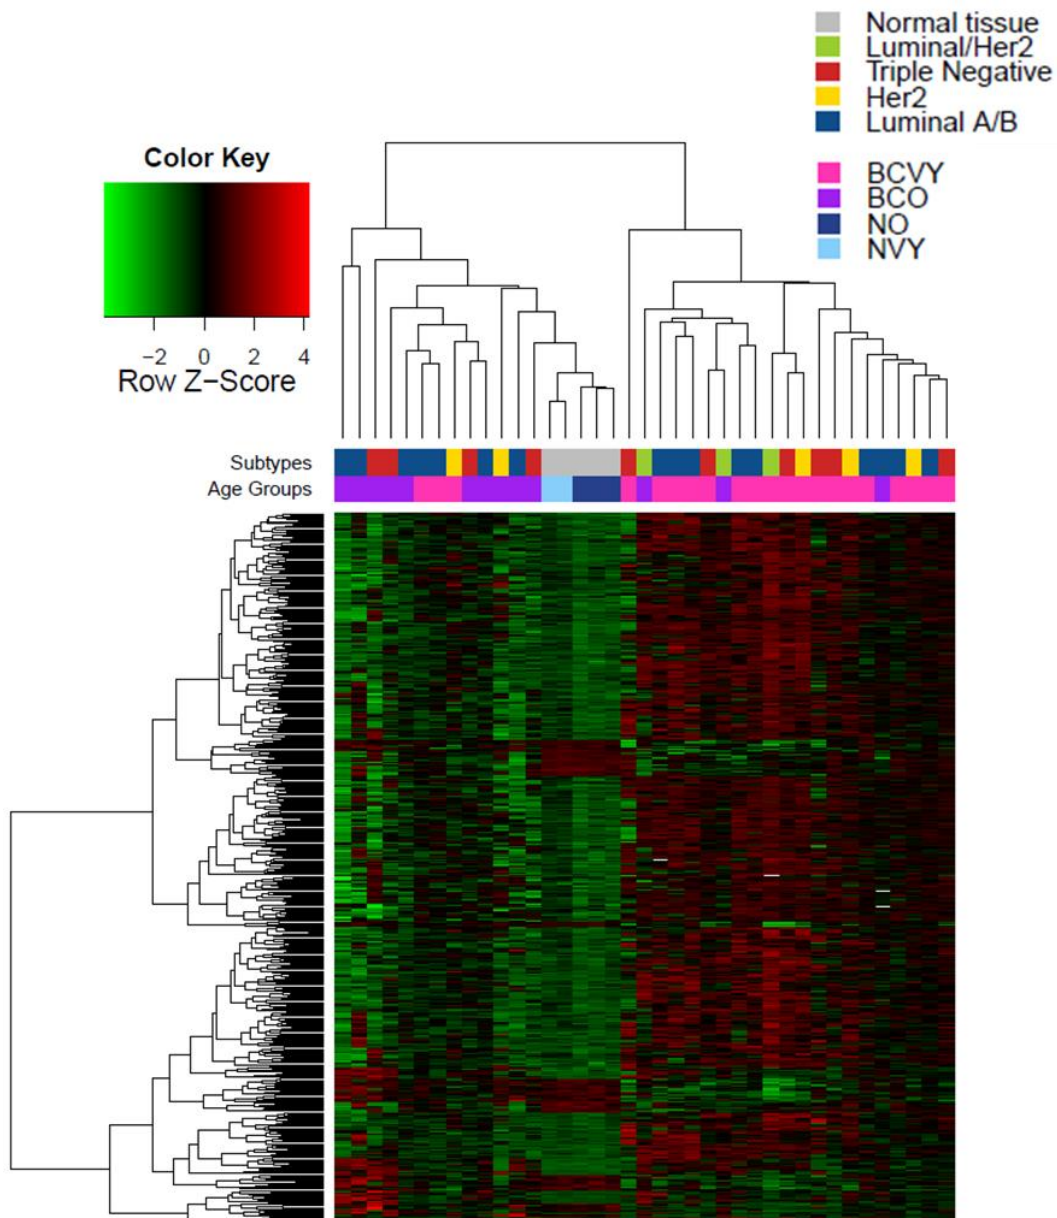 Normal tissue
Luminal/Her2
Triple Negative
Her2
Luminal A/B
BCVY
BCO
NO
NVY
Color Key
−2 0 2 4
Row Z−Score
Subtypes
Age Groups